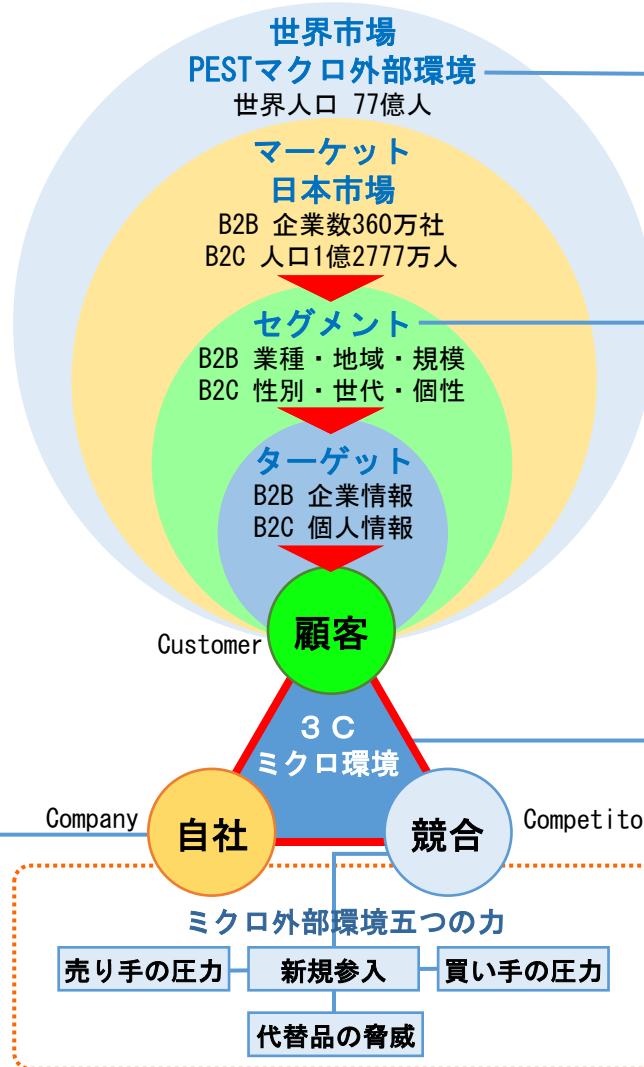 世界市場
PESTマクロ外部環境
世界人口 77億人
マーケット
日本市場
B2B 企業数360万社
B2C 人口1億2777万人
セグメント
B2B 業種・地域・規模
B2C 性別・世代・個性
ターゲット
B2B 企業情報
B2C 個人情報
顧客
Customer
３Ｃ
ミクロ環境
Company
自社
競合
Competito
ミクロ外部環境五つの力
売り手の圧力
新規参入
買い手の圧力
代替品の脅威